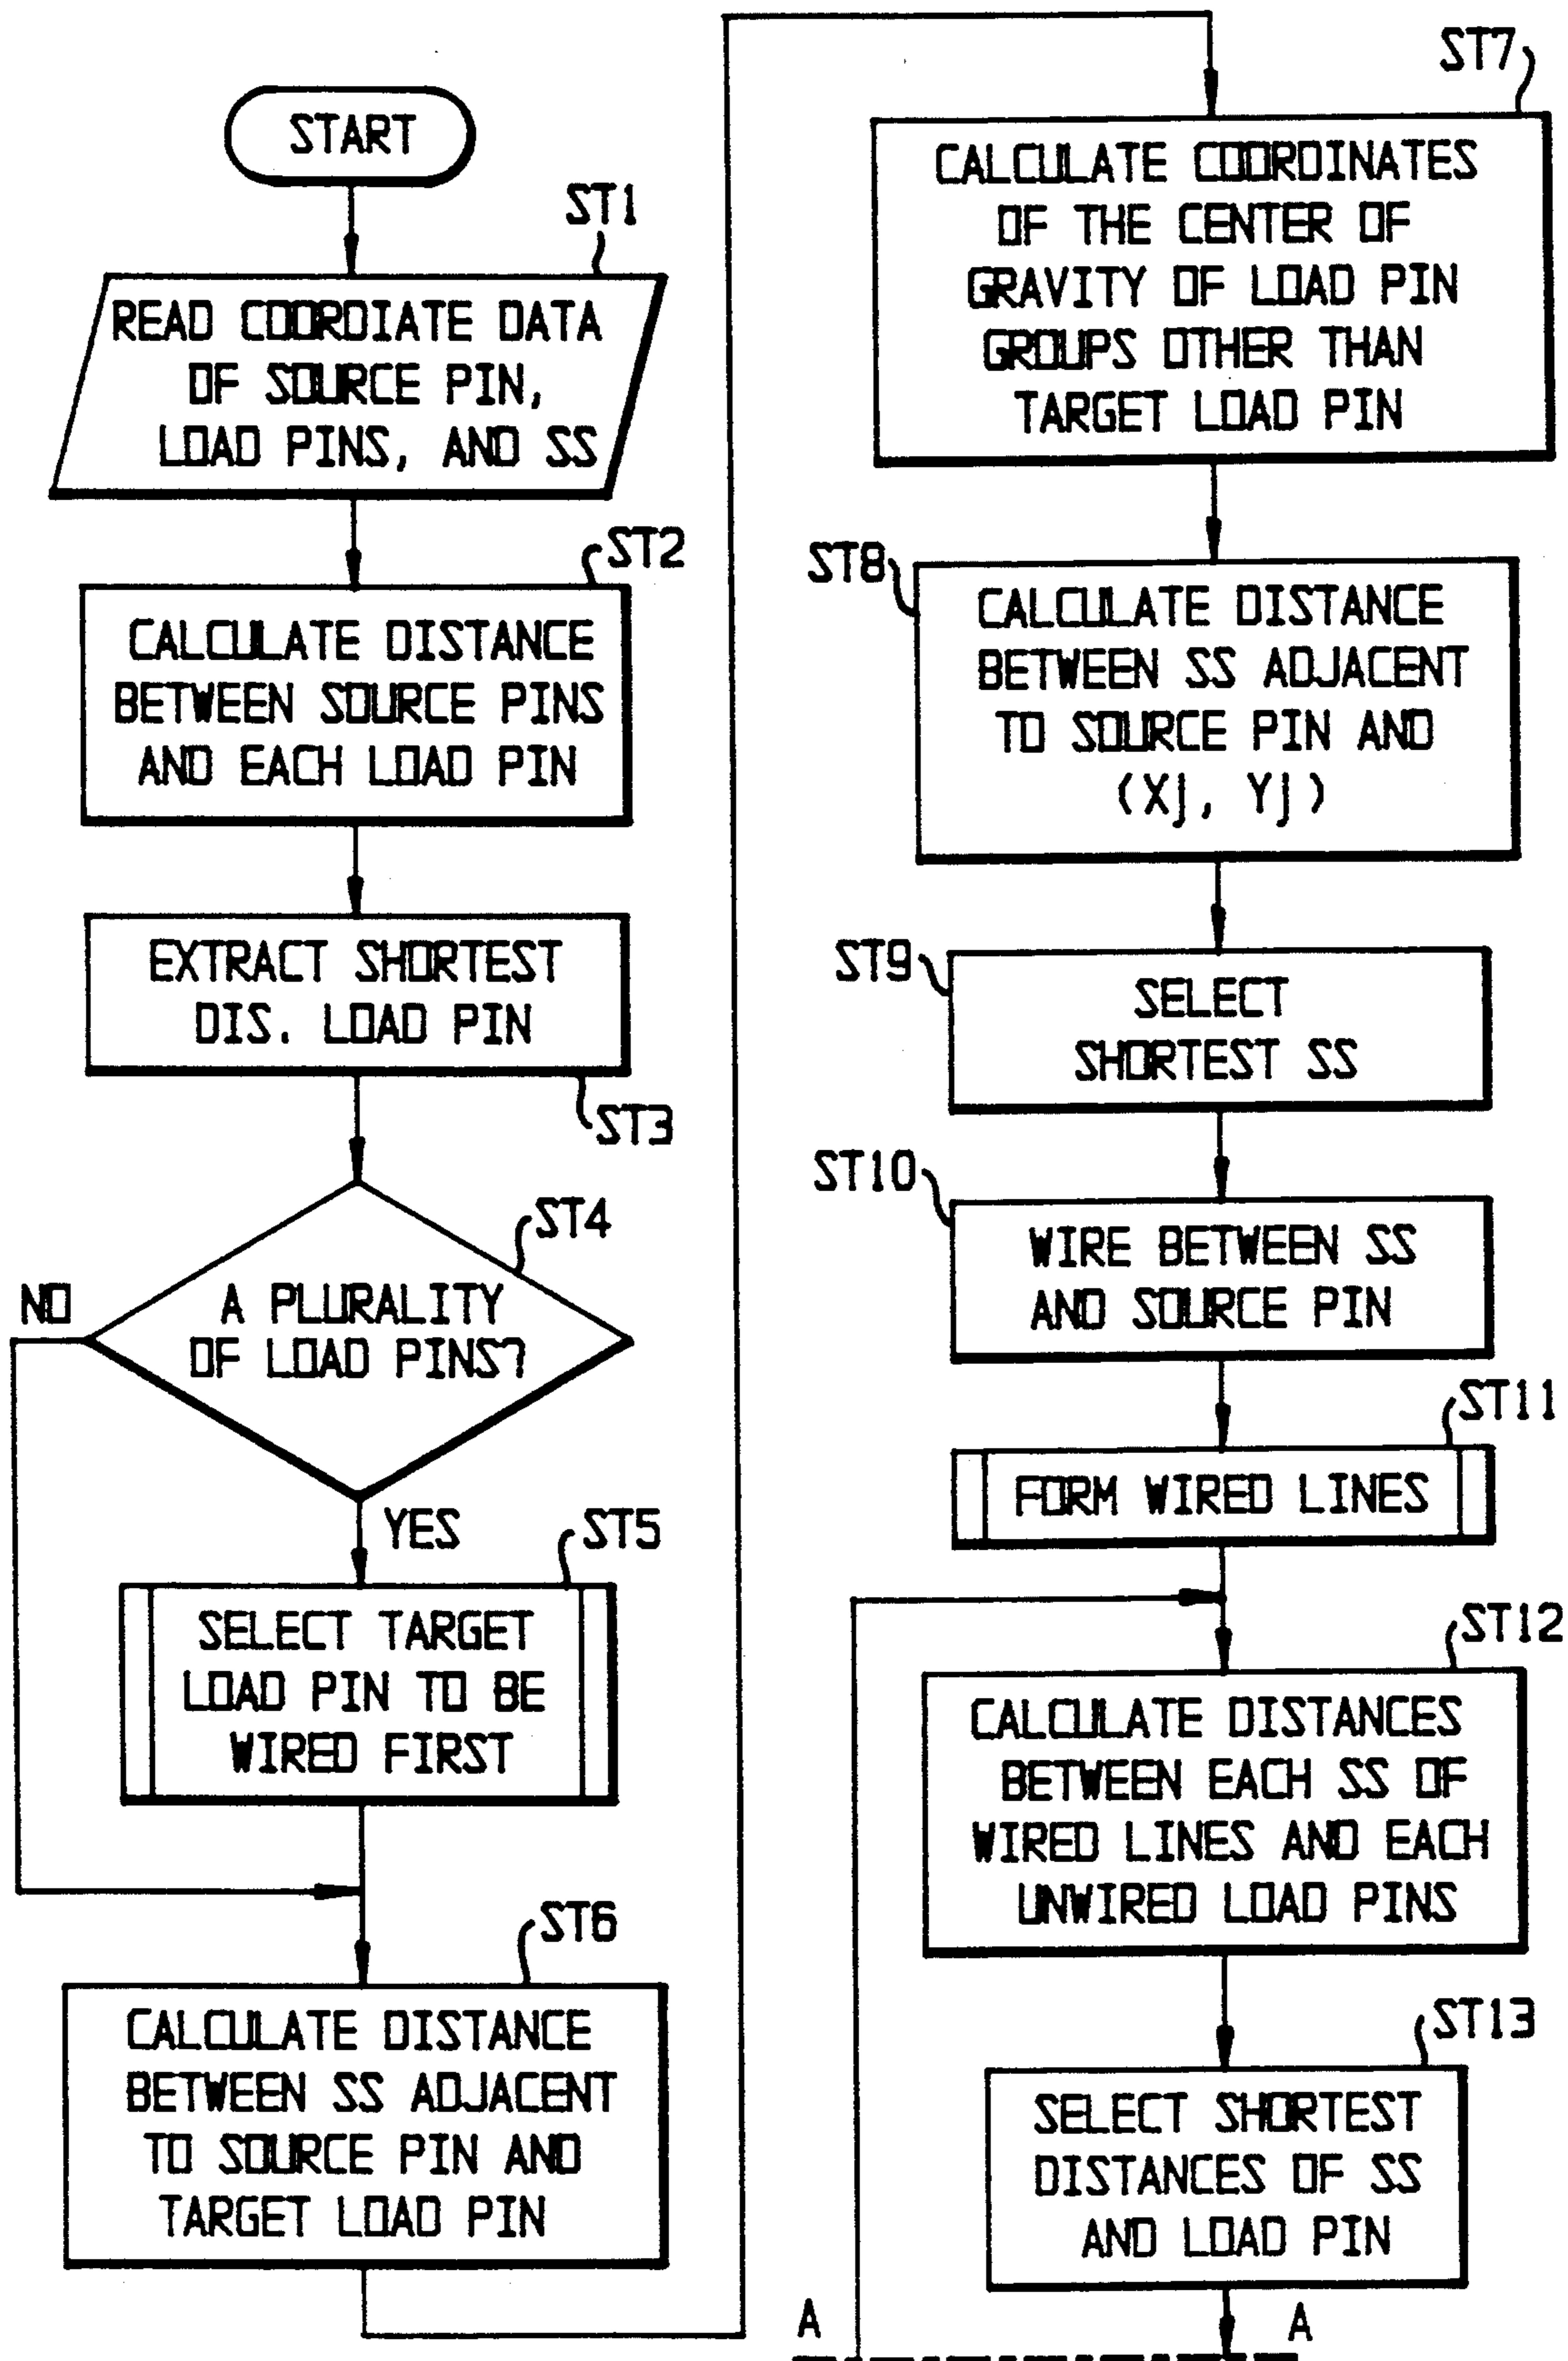 START
ST1
READ COORDIATE DATA
OF SOURCE PIN,
LOAD PINS, AND SS
ST2
CALCULATE DISTANCE
BETWEEN SOURCE PINS
AND EACH LOAD PIN
EXTRACT SHORTEST
DIS. LOAD PIN
ST3
ST4
NO
A PLURALITY
OF LOAD PINS?
YES
ST5
SELECT TARGET
LOAD PIN TO BE
WIRED FIRST
ST6
CALCULATE DISTANCE
BETWEEN SS ADJACENT
TO SOURCE PIN AND
TARGET LOAD PIN
ST7
CALCULATE COORDINATES
OF THE CENTER OF
GRAVITY OF LOAD PIN
GROUPS OTHER THAN
TARGET LOAD PIN
ST8
CALCULATE DISTANCE
BETWEEN SS ADJACENT
TO SOURCE PIN AND
(Xj, Yj)
ST9
SELECT
SHORTEST SS
ST10
WIRE BETWEEN SS
AND SOURCE PIN
ST11
FORM WIRED LINES
ST12
CALCULATE DISTANCES
BETWEEN EACH SS OF
WIRED LINES AND EACH
UNWIRED LOAD PINS
ST13
SELECT SHORTEST
DISTANCES OF SS
AND LOAD PIN
A
A